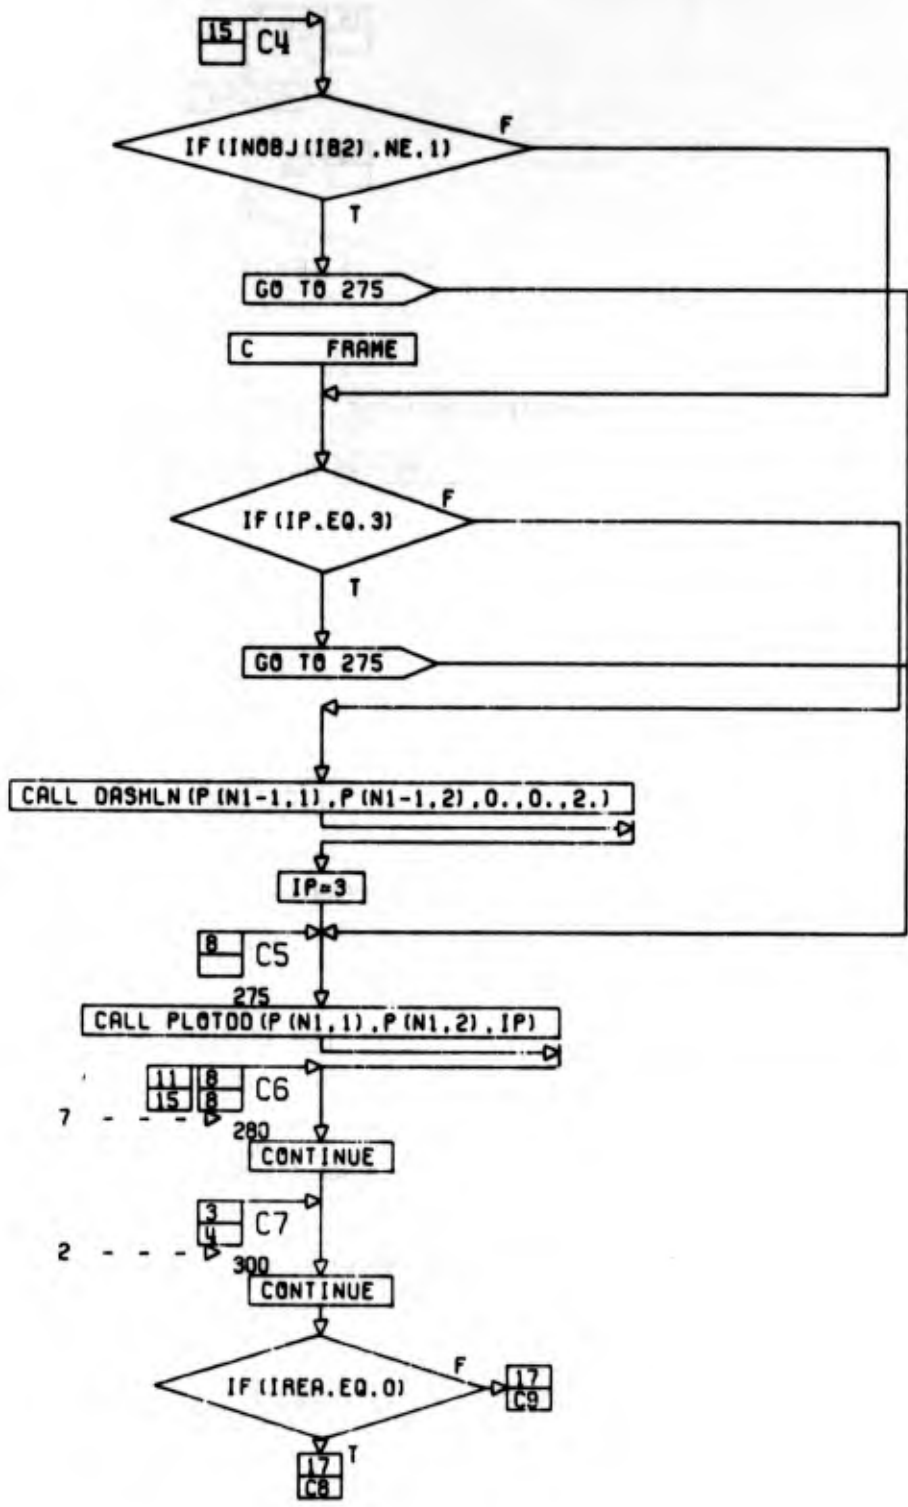 15 C4
IF(INOBJ(IB2).NE.1)
F
T
GO TO 275
C FRAME
IF(IP.EQ.3)
F
T
GO TO 275
CALL DASHLN(P(N1-1,1),P(N1-1,2),0.,0.,2.)
IP=3
8 C5
275
CALL PLOTDD(P(N1,1),P(N1,2),IP)
11 8 C6
15 8
7 - - -
280
CONTINUE
3 C7
4
2 - - -
300
CONTINUE
IF(IREA.EQ.0)
F
17
C9
T
17
C8